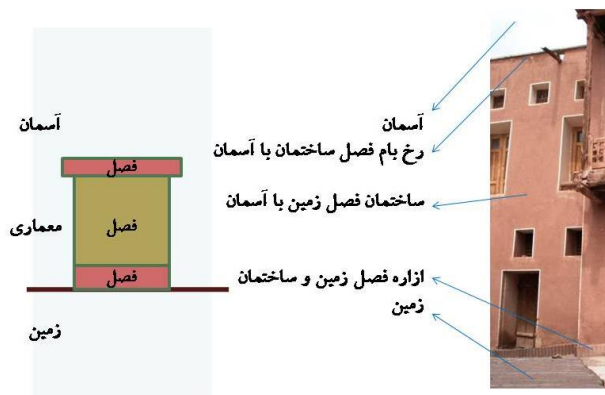 آسمان
رخ بام فصل ساختمان با آسمان
ساختمان فصل زمین با آسمان
ازاره فصل زمین و ساختمان
زمین
آسمان
فصل
معماری
فصل
فصل
زمین